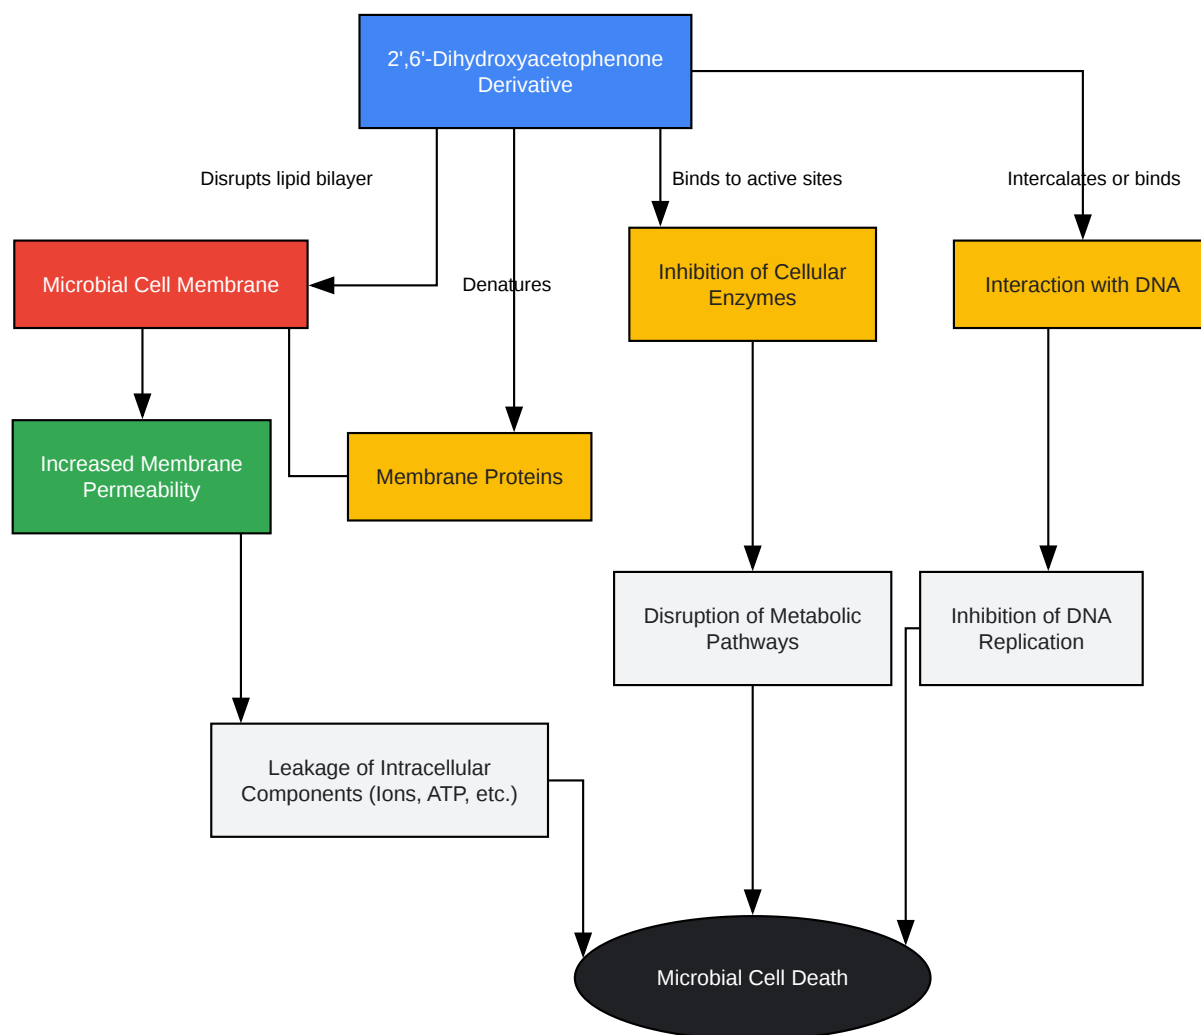 2',6'-Dihydroxyacetophenone
Derivative
Disrupts lipid bilayer
Binds to active sites
Intercalates or binds
Microbial Cell Membrane
Denatures
Inhibition of Cellular
Enzymes
Interaction with DNA
Increased Membrane
Permeability
Membrane Proteins
Disruption of Metabolic
Pathways
Inhibition of DNA
Replication
Leakage of Intracellular
Components (Ions, ATP, etc.)
Microbial Cell Death